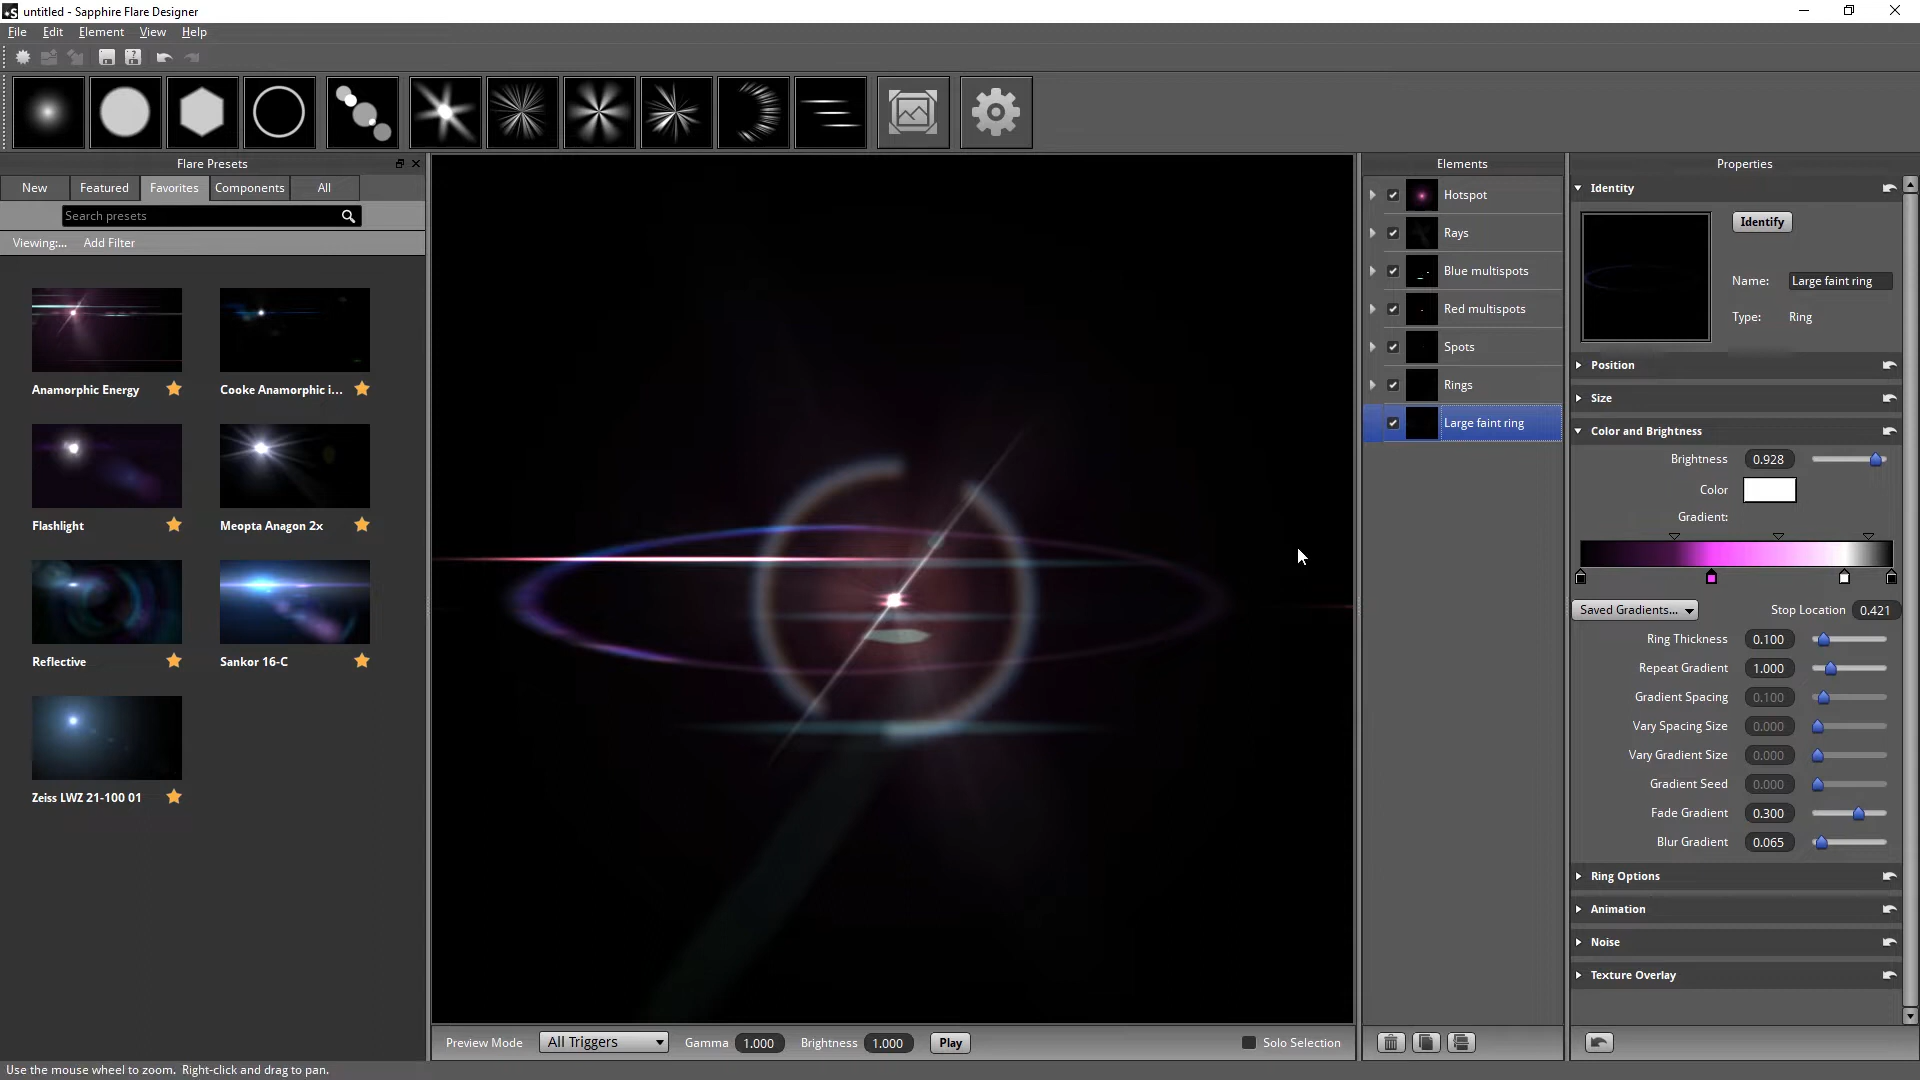 untitled - Sapphire Flare Designer
File Edit Element View Help
Flare Presets
New Featured Favorites Components All
Search presets
Viewing:... Add Filter
Anamorphic Energy
Cooke Anamorphic i...
Flashlight
Meopta Anagon 2x
Reflective
Sankor 16-C
Zeiss LWZ 21-100 01
Preview Mode All Triggers Gamma 1.000 Brightness 1.000 Play Solo Selection
Use the mouse wheel to zoom. Right-click and drag to pan.
Elements
Hotspot
Rays
Blue multispots
Red multispots
Spots
Rings
Large faint ring
Properties
Identity
Identify
Name: Large faint ring
Type: Ring
Position
Size
Color and Brightness
Brightness 0.928
Color
Gradient:
Saved Gradients... Stop Location 0.421
Ring Thickness 0.100
Repeat Gradient 1.000
Gradient Spacing 0.100
Vary Spacing Size 0.000
Vary Gradient Size 0.000
Gradient Seed 0.000
Fade Gradient 0.300
Blur Gradient 0.065
Ring Options
Animation
Noise
Texture Overlay